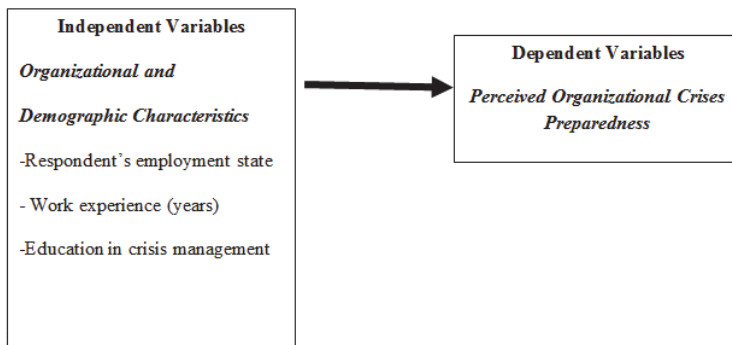 Independent Variables
Organizational and
Demographic Characteristics
-Respondent's employment state
- Work experience (years)
-Education in crisis management
Dependent Variables
Perceived Organizational Crises
Preparedness